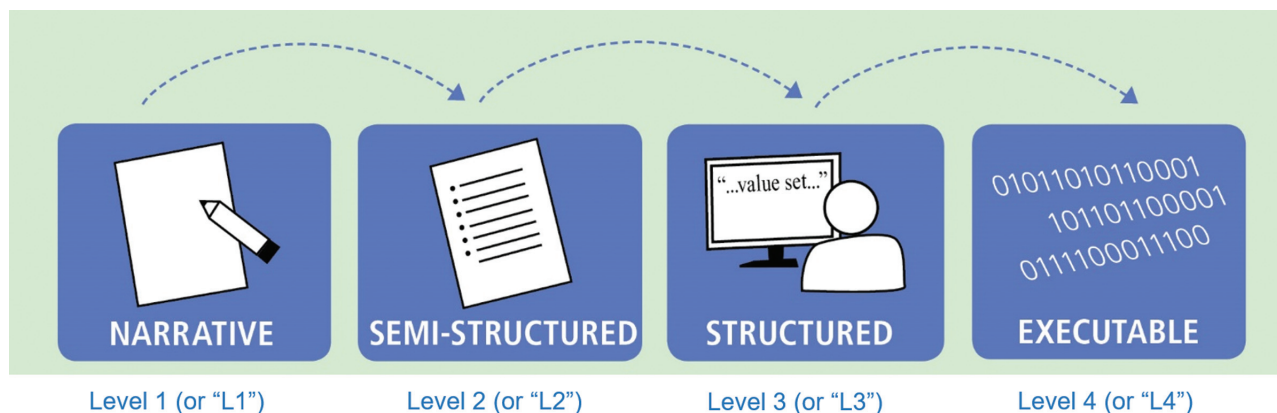 “...value set...”
01011010110001
101101100001
0111100011100
NARRATIVE
SEMI-STRUCTURED
STRUCTURED
EXECUTABLE
Level 1 (or “L1”)
Level 2 (or “L2”)
Level 3 (or “L3”)
Level 4 (or “L4”)